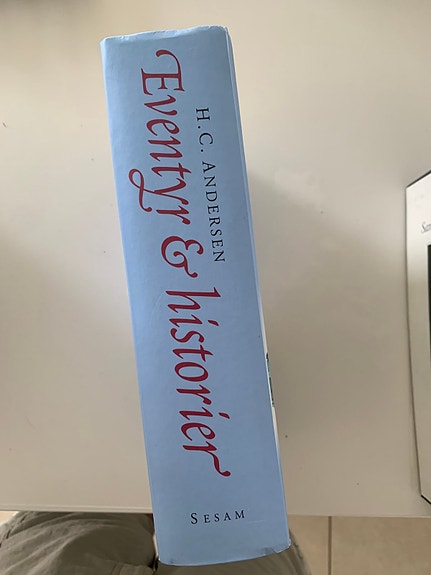 H.C. ANDERSEN
Eventyr & historier
SESAM